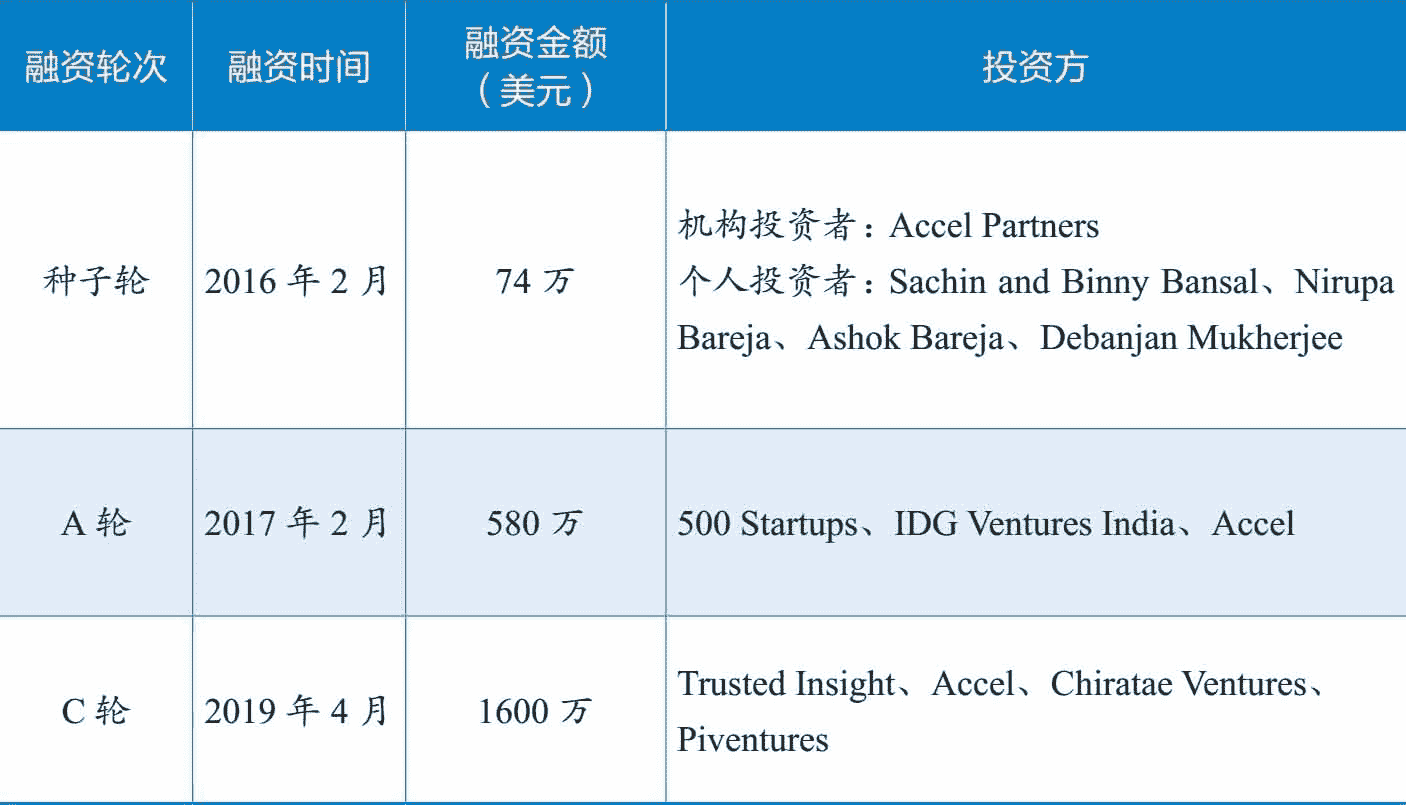 融资轮次 融资时间 融资金额（美元） 投资方
种子轮 2016 年 2 月 74 万 机构投资者：Accel Partners
个人投资者：Sachin and Binny Bansal、Nirupa
Bareja、Ashok Bareja、Debanjan Mukherjee
A 轮 2017 年 2 月 580 万 500 Startups、IDG Ventures India、Accel
C 轮 2019 年 4 月 1600 万 Trusted Insight、Accel、Chiratae Ventures、
Piventures